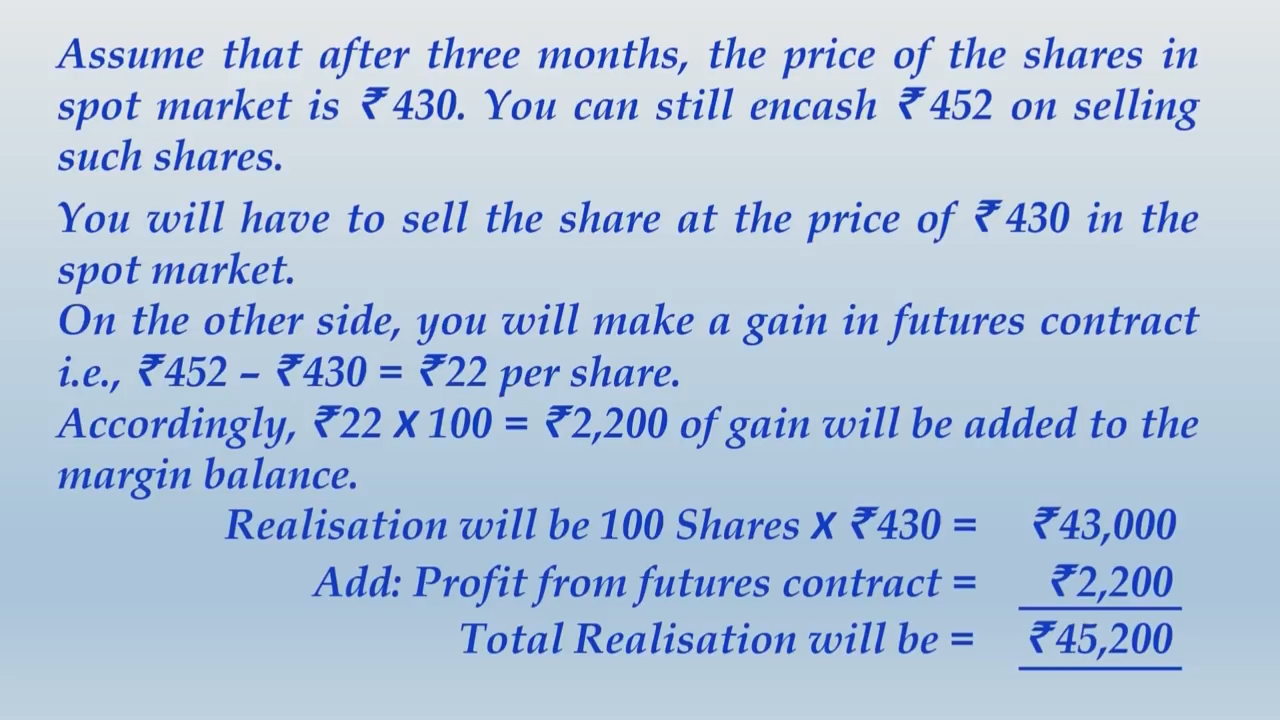 Assume that after three months, the price of the shares in
spot market is ₹430. You can still encash ₹452 on selling
such shares.
You will have to sell the share at the price of ₹430 in the
spot market.
On the other side, you will make a gain in futures contract
i.e., ₹452 – ₹430 = ₹22 per share.
Accordingly, ₹22 X 100 = ₹2,200 of gain will be added to the
margin balance.
Realisation will be 100 Shares X ₹430 = ₹43,000
Add: Profit from futures contract = ₹2,200
Total Realisation will be = ₹45,200